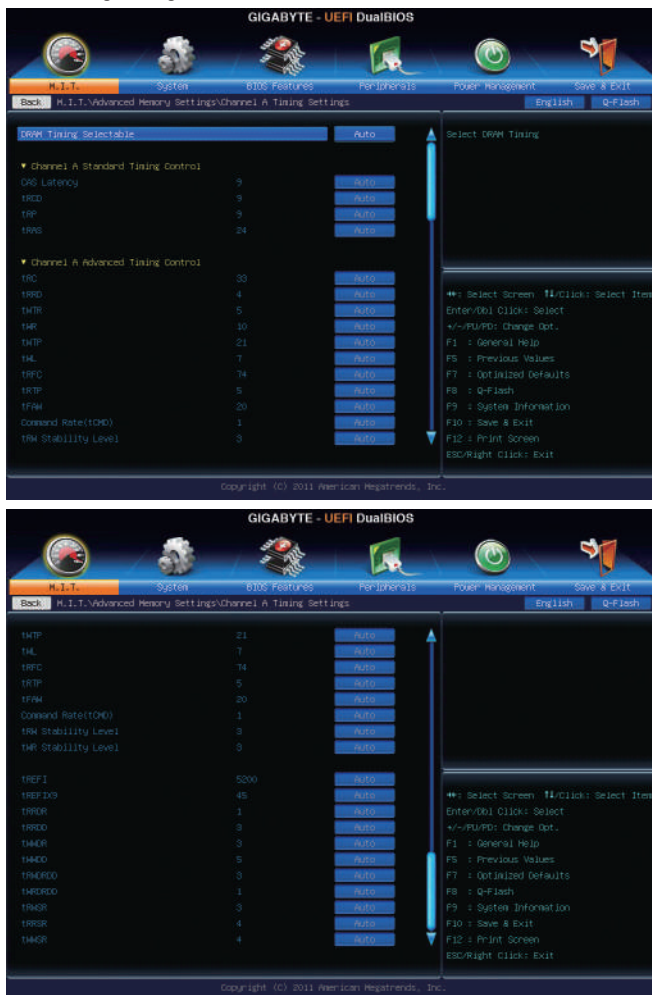 GIGABYTE - UEFI DualBIOS
M.I.T. System BIOS Features Peripherals Power Management Save & Exit
Back M.I.T.\Advanced Memory Settings\Channel A Timing Settings English Q-Flash
DRAM Timing Selectable Auto
▼ Channel A Standard Timing Control
CAS Latency 9 Auto
tRCD 9 Auto
tRP 9 Auto
tRAS 24 Auto
▼ Channel A Advanced Timing Control
tRC 33 Auto
tRRD 4 Auto
tWTR 5 Auto
tWR 10 Auto
tWTP 21 Auto
tWL 7 Auto
tRFC 74 Auto
tRTP 5 Auto
tFAW 20 Auto
Command Rate(tCMD) 1 Auto
tRW Stability Level 3 Auto
Select DRAM Timing
↔: Select Screen ↑↓/Click: Select Item
Enter/Dbl Click: Select
+/-/PU/PD: Change Opt.
F1 : General Help
F5 : Previous Values
F7 : Optimized Defaults
F8 : Q-Flash
F9 : System Information
F10 : Save & Exit
F12 : Print Screen
ESC/Right Click: Exit
Copyright (C) 2011 American Megatrends, Inc.
GIGABYTE - UEFI DualBIOS
M.I.T. System BIOS Features Peripherals Power Management Save & Exit
Back M.I.T.\Advanced Memory Settings\Channel A Timing Settings English Q-Flash
tWTP 21 Auto
tWL 7 Auto
tRFC 74 Auto
tRTP 5 Auto
tFAW 20 Auto
Command Rate(tCMD) 1 Auto
tRW Stability Level 3 Auto
tWR Stability Level 3 Auto
tREFI 5200 Auto
tREFIX9 45 Auto
tRRDR 1 Auto
tRRDD 3 Auto
tWWDR 3 Auto
tWWDD 5 Auto
tRWDRDD 3 Auto
tWRDRDD 1 Auto
tRWSR 3 Auto
tRRSR 4 Auto
tWWSR 4 Auto
↔: Select Screen ↑↓/Click: Select Item
Enter/Dbl Click: Select
+/-/PU/PD: Change Opt.
F1 : General Help
F5 : Previous Values
F7 : Optimized Defaults
F8 : Q-Flash
F9 : System Information
F10 : Save & Exit
F12 : Print Screen
ESC/Right Click: Exit
Copyright (C) 2011 American Megatrends, Inc.